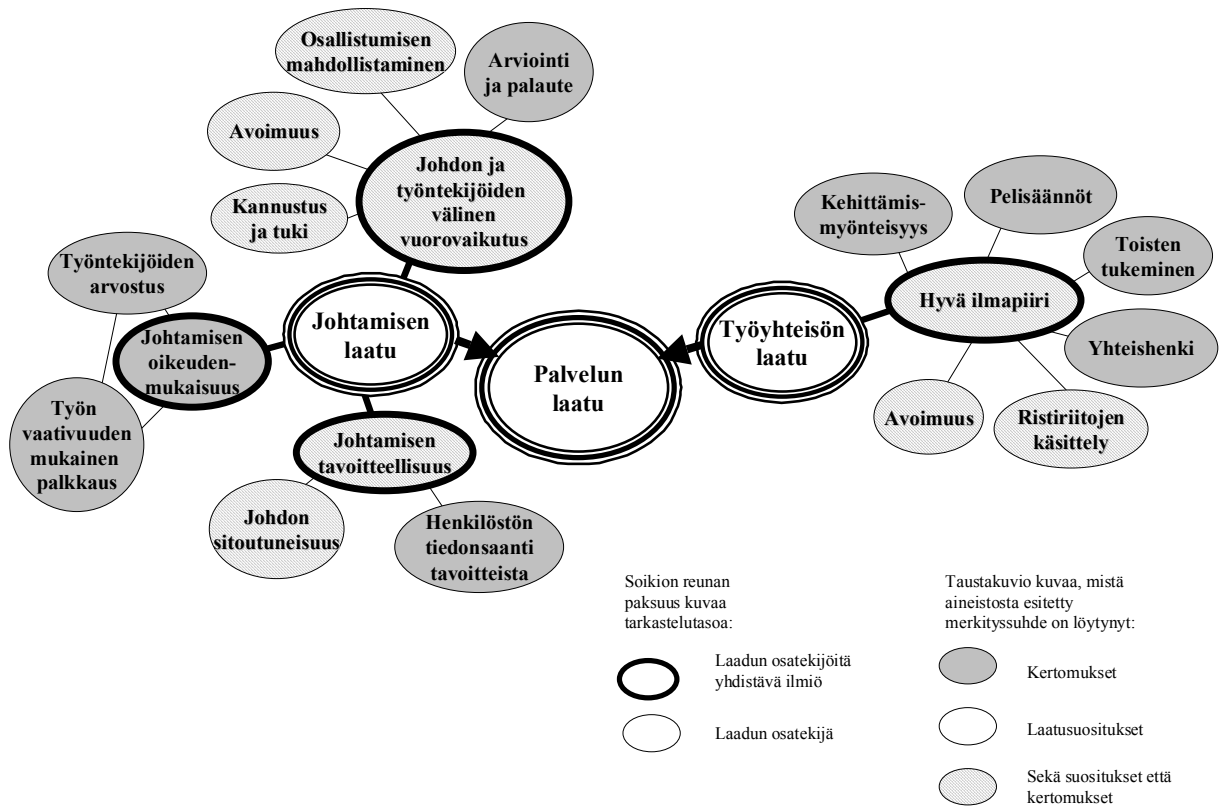 Osallistumisen
mahdollistaminen
Arviointi
ja palaute
Avoimuus
Johdon ja
työntekijöiden
välinen
vuorovaikutus
Kannustus
ja tuki
Työntekijöiden
arvostus
Johtamisen
oikeuden-
mukaisuus
Työn
vaativuuden
mukainen
palkkaus
Johtamisen
laatu
Johtamisen
tavoitteellisuus
Johdon
sitoutuneisuus
Henkilöstön
tiedonsaanti
tavoitteista
Palvelun
laatu
Työyhteisön
laatu
Kehittämis-
myönteisyys
Pelisäännöt
Toisten
tukeminen
Hyvä ilmapiiri
Yhteishenki
Avoimuus
Ristiriitojen
käsittely
Soikion reunan
paksuus kuvaa
tarkastelutasoa:
Laadun osatekijöitä
yhdistävä ilmiö
Laadun osatekijä
Taustakuvio kuvaa, mistä
aineistosta esitetty
merkityssuhde on löytynyt:
Kertomukset
Laatusuositukset
Sekä suositukset että
kertomukset